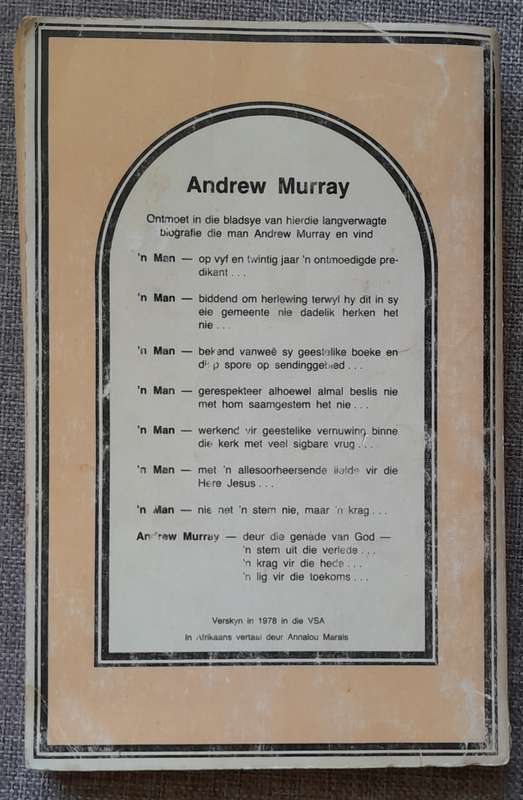 Andrew Murray
Ontmoet in die bladsye van hierdie langverwagte
biografie die man Andrew Murray en vind
'n Man — op vyf en twintig jaar 'n ontmoedigde pre-
dikant . . .
'n Man — biddend om herlewing terwyl hy dit in sy
eie gemeente nie dadelik herken het
nie . . .
'n Man — bekend vanweë sy geestelike boeke en
diep spore op sendinggebied . . .
'n Man — gerespekteer alhoewel almal beslis nie
met hom saamgestem het nie . . .
'n Man — werkend vir geestelike vernuwing binne
die kerk met veel sigbare vrug . . .
'n Man — met 'n allesoorheersende liefde vir die
Here Jesus . . .
'n Man — nie net 'n stem nie, maar 'n krag . . .
Andrew Murray — deur die genade van God —
'n stem uit die verlede . . .
'n krag vir die hede . . .
'n lig vir die toekoms . . .
Verskyn in 1978 in die VSA
in Afrikaans vertaal deur Annalou Marais